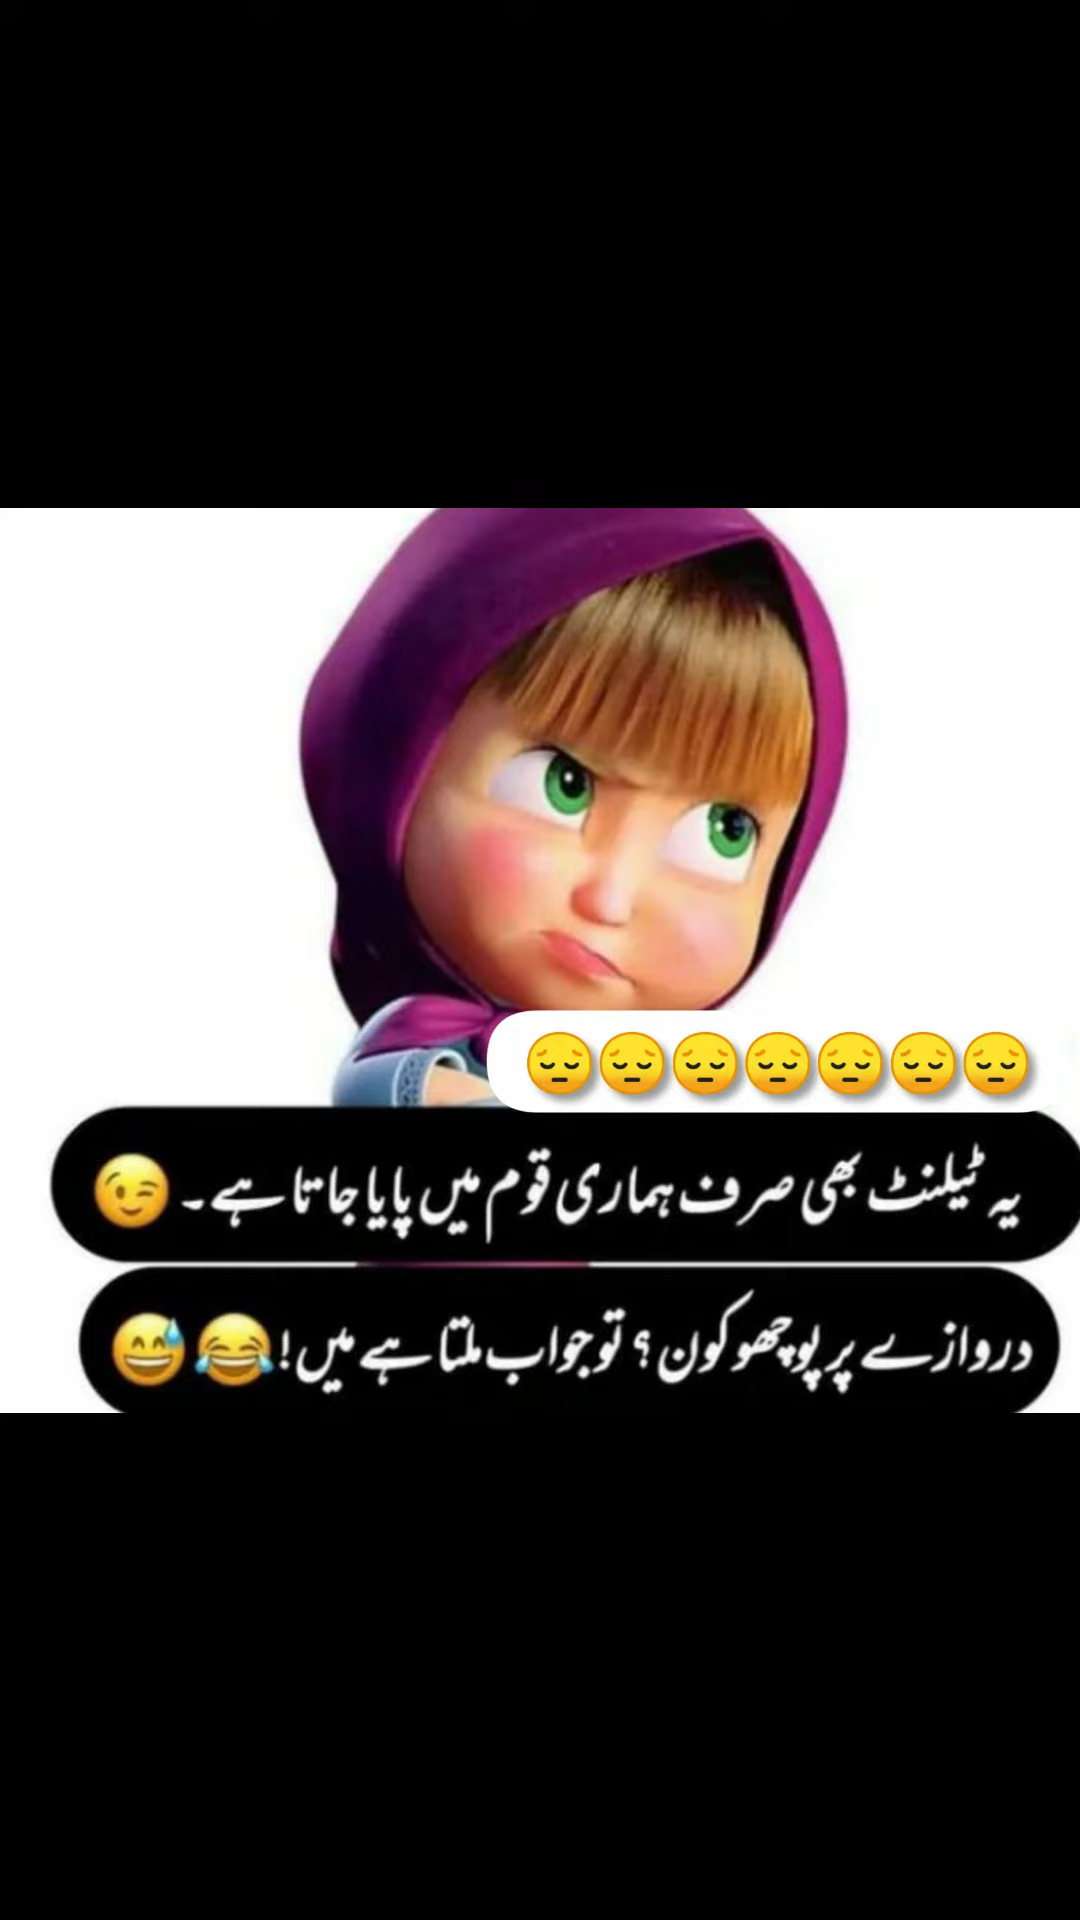 😔😔😔😔😔😔😔
یہ ٹیلنٹ بھی صرف ہماری قوم میں پایا جاتا ہے۔ 😉
دروازے پر پوچھو کون ؟ تو جواب ملتا ہے میں ! 😂 😅